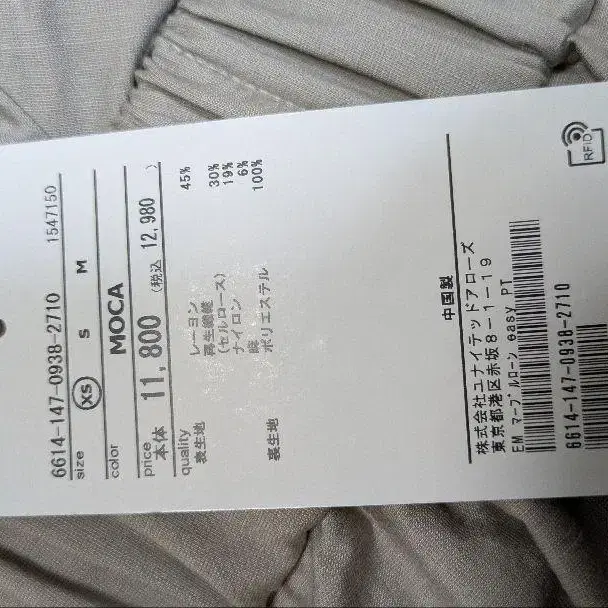 6614-147-0938-2710 1547150
size XS S M
color MOCA
price
本体 11,800 (税込 12,980 )
quality
表生地 レーヨン 45%
再生繊維
(セルロース) 30%
ナイロン 19%
麻 6%
裏生地 ポリエステル 100%
中国製
株式会社ユナイテッドアローズ
東京都港区赤坂8-1-19
EM マーブルローン easy PT
6614-147-0938-2710
RFID